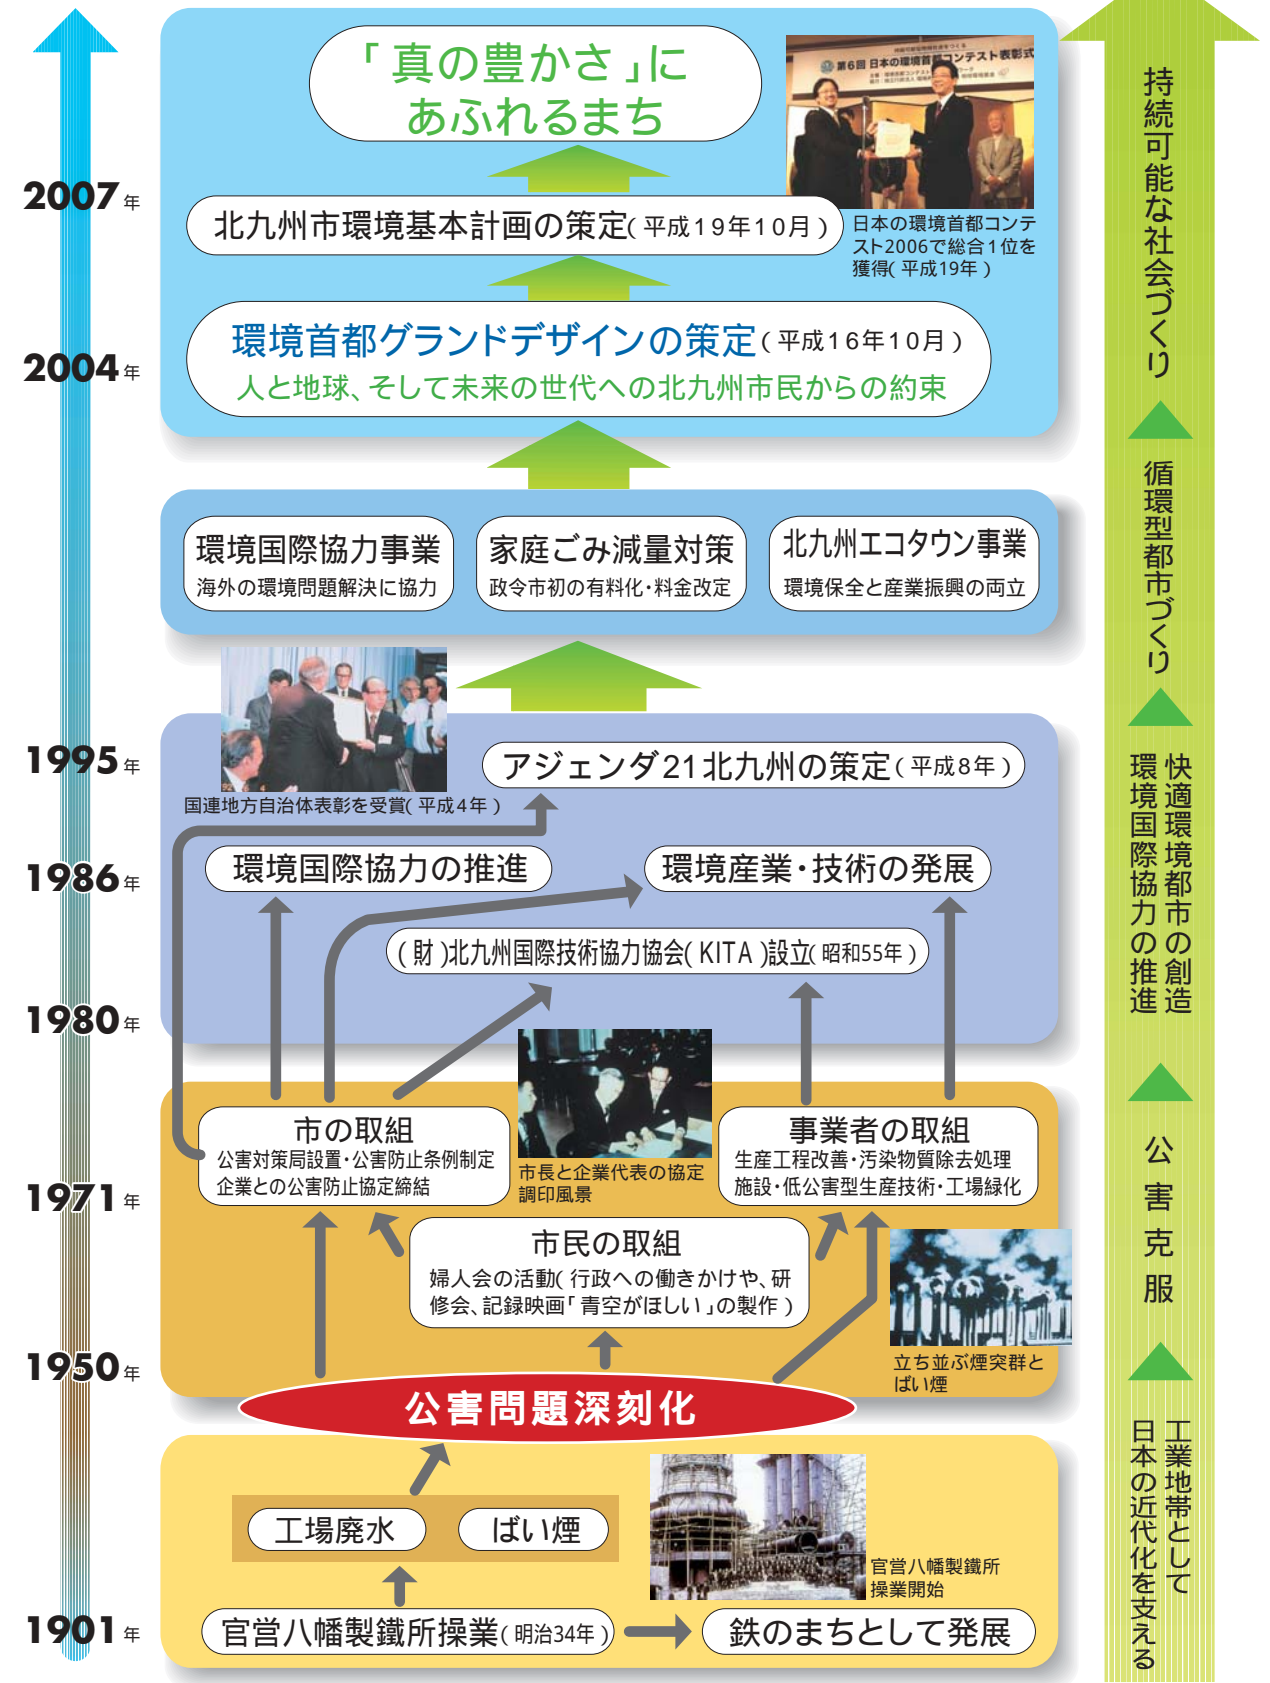 「真の豊かさ」に
あふれるまち
第6回 日本の環境首都コンテスト表彰式
2007年
北九州市環境基本計画の策定(平成19年10月)
日本の環境首都コンテ
スト2006で総合1位を
獲得(平成19年)
環境首都グランドデザインの策定(平成16年10月)
2004年
人と地球、そして未来の世代への北九州市民からの約束
持続可能な社会づくり
環境国際協力事業
海外の環境問題解決に協力
家庭ごみ減量対策
政令市初の有料化・料金改定
北九州エコタウン事業
環境保全と産業振興の両立
循環型都市づくり
1995年
アジェンダ21北九州の策定(平成8年)
国連地方自治体表彰を受賞(平成4年)
1986年
環境国際協力の推進
環境産業・技術の発展
(財)北九州国際技術協力協会(KITA)設立(昭和55年)
1980年
快適環境都市の創造
環境国際協力の推進
市の取組
公害対策局設置・公害防止条例制定
企業との公害防止協定締結
市長と企業代表の協定
調印風景
事業者の取組
生産工程改善・汚染物質除去処理
施設・低公害型生産技術・工場緑化
1971年
市民の取組
婦人会の活動(行政への働きかけや、研
修会、記録映画「青空がほしい」の製作)
立ち並ぶ煙突群と
ばい煙
公害克服
1950年
公害問題深刻化
工場廃水
ばい煙
官営八幡製鐵所
操業開始
1901年
官営八幡製鐵所操業(明治34年)
鉄のまちとして発展
工業地帯として
日本の近代化を支える